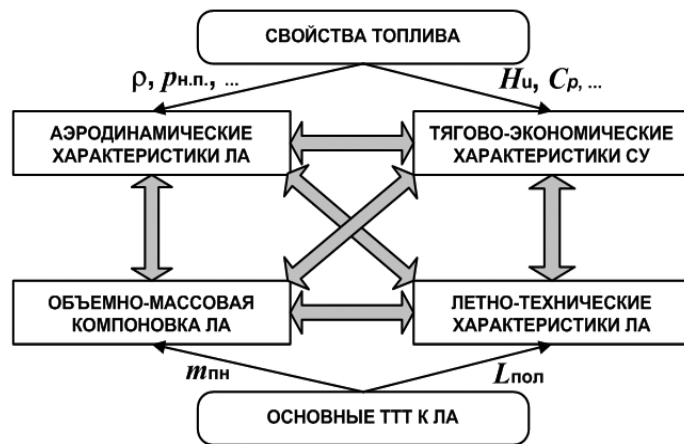 СВОЙСТВА ТОПЛИВА
ρ, pн.п., ...
Hu, Cp, ...
АЭРОДИНАМИЧЕСКИЕ
ХАРАКТЕРИСТИКИ ЛА
ТЯГОВО-ЭКОНОМИЧЕСКИЕ
ХАРАКТЕРИСТИКИ СУ
ОБЪЕМНО-МАССОВАЯ
КОМПОНОВКА ЛА
ЛЕТНО-ТЕХНИЧЕСКИЕ
ХАРАКТЕРИСТИКИ ЛА
mпн
Lпол
ОСНОВНЫЕ ТТТ К ЛА